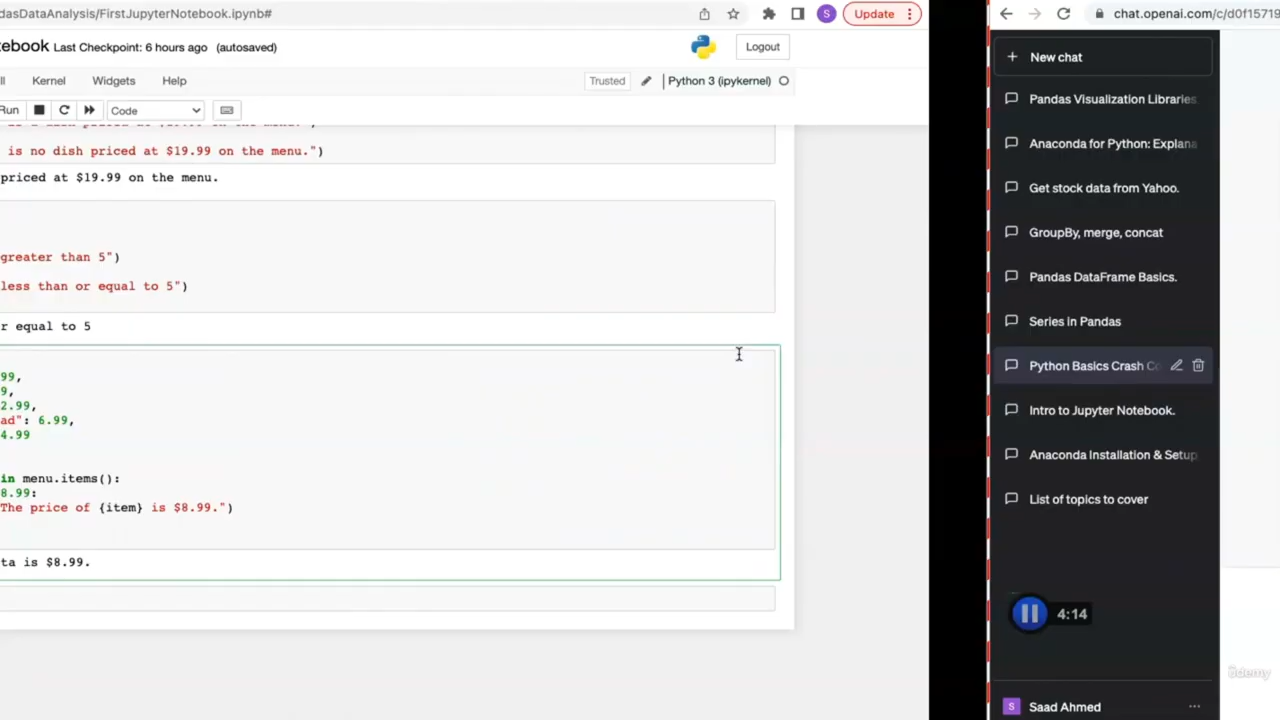 dasDataAnalysis/FirstJupyterNotebook.ipynb#
S
Update
tebook Last Checkpoint: 6 hours ago (autosaved)
Logout
Kernel
Widgets
Help
Trusted
Python 3 (ipykernel)
Run
Code
is no dish priced at $19.99 on the menu.")
priced at $19.99 on the menu.
greater than 5")
less than or equal to 5")
r equal to 5
99,
9,
2.99,
ad": 6.99,
4.99
in menu.items():
8.99:
The price of {item} is $8.99.")
ta is $8.99.
chat.openai.com/c/d0f15719
New chat
Pandas Visualization Libraries.
Anaconda for Python: Explana
Get stock data from Yahoo.
GroupBy, merge, concat
Pandas DataFrame Basics.
Series in Pandas
Python Basics Crash Co
Intro to Jupyter Notebook.
Anaconda Installation & Setup
List of topics to cover
4:14
ûdemy
S
Saad Ahmed